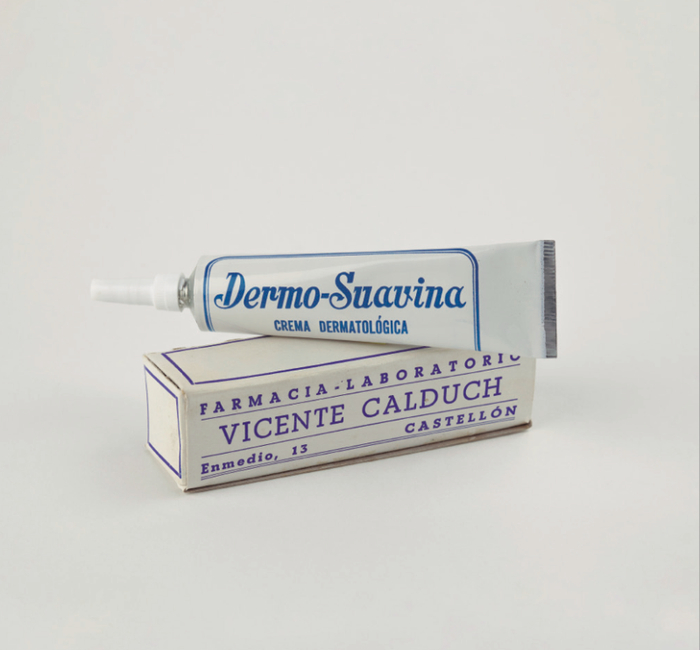 Dermo-Suavina
CREMA DERMATOLÓGICA
FARMACIA-LABORATORIO
VICENTE CALDUCH
CASTELLÓN
Enmedio, 13